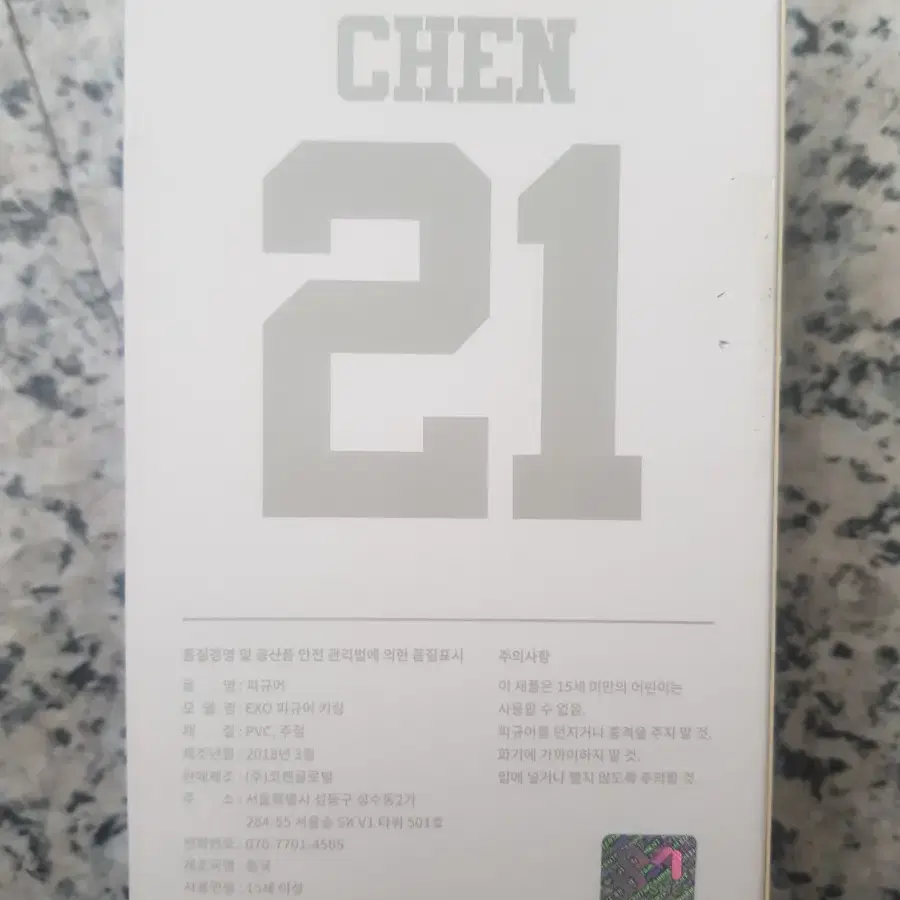 CHEN
21
품질경영 및 공산품 안전 관리법에 의한 품질표시
품 명 : 피규어
모 델 명 : EXO 피규어 키링
재 질 : PVC, 주철
제조년월 : 2018년 3월
판매제조 : (주)코팬글로벌
주 소 : 서울특별시 성동구 성수동2가
284-55 서울숲 SK V1 타워 501호
전화번호 : 070-7701-4565
제조국명 : 중국
사용연령 : 15세 이상
주의사항
이 제품은 15세 미만의 어린이는
사용할 수 없음.
피규어를 던지거나 충격을 주지 말 것.
화기에 가까이하지 말 것.
입에 넣거나 빨지 않도록 주의할 것.